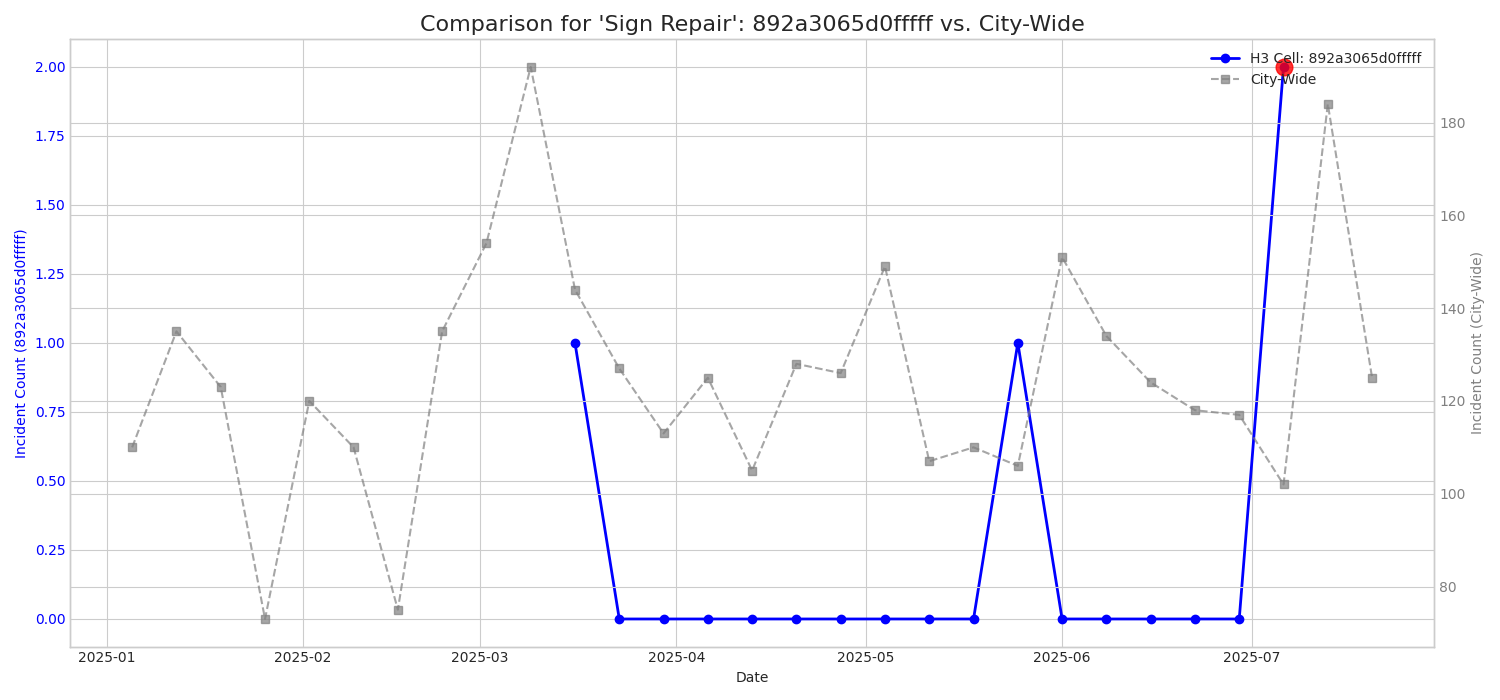 Comparison for 'Sign Repair': 892a3065d0fffff vs. City-Wide
H3 Cell: 892a3065d0fffff
City-Wide
Incident Count (892a3065d0fffff)
2.00
1.75
1.50
1.25
1.00
0.75
0.50
0.25
0.00
180
160
140
120
100
80
Incident Count (City-Wide)
2025-01 2025-02 2025-03 2025-04 2025-05 2025-06 2025-07
Date